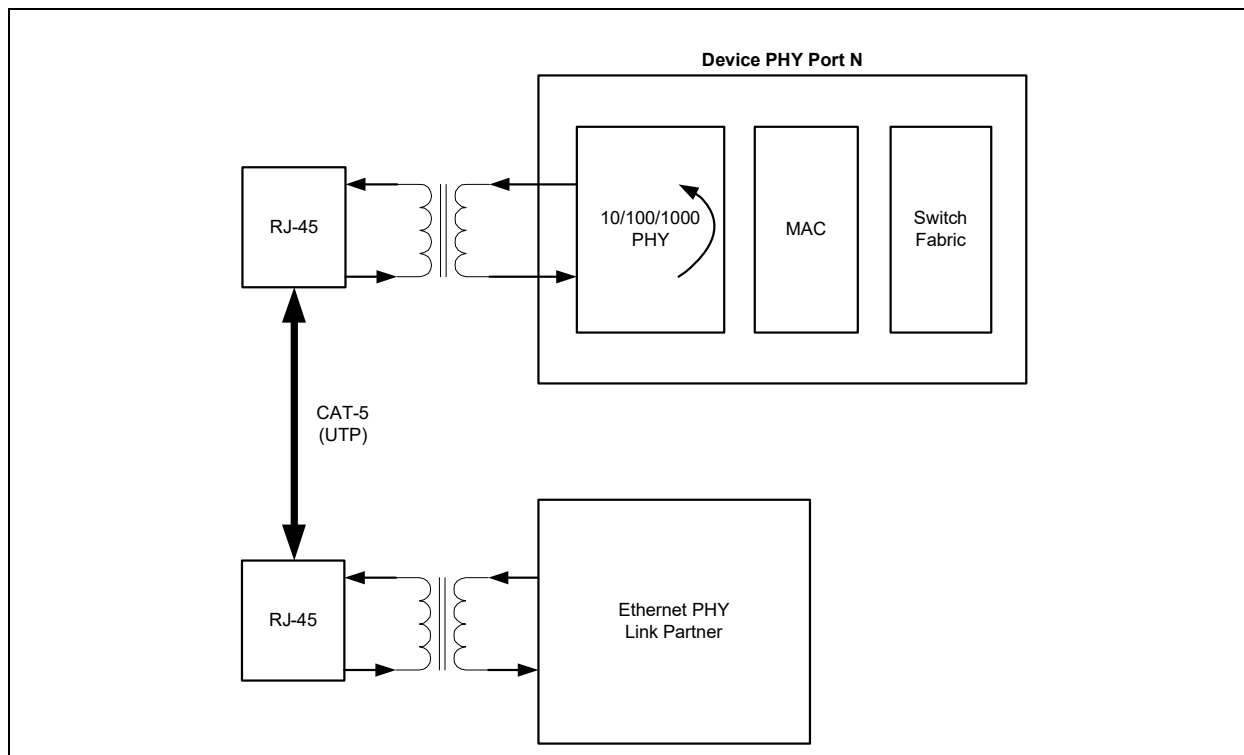 Device PHY Port N
RJ-45
10/100/1000
PHY
MAC
Switch
Fabric
CAT-5
(UTP)
RJ-45
Ethernet PHY
Link Partner